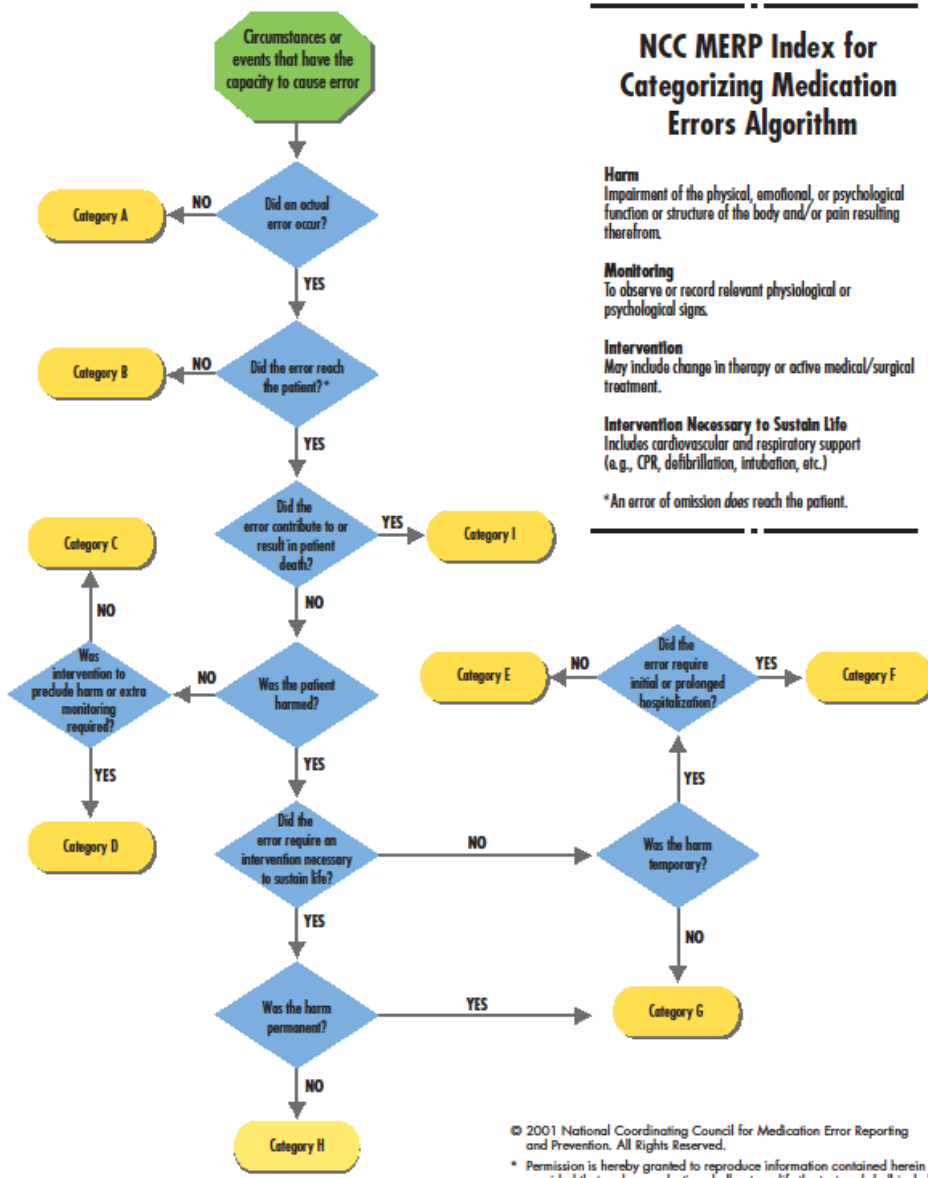 Circumstances or
events that have the
capacity to cause error
NCC MERP Index for
Categorizing Medication
Errors Algorithm
Harm
Impairment of the physical, emotional, or psychological
function or structure of the body and/or pain resulting
therefrom.
Monitoring
To observe or record relevant physiological or
psychological signs.
Intervention
May include change in therapy or active medical/surgical
treatment.
Intervention Necessary to Sustain Life
Includes cardiovascular and respiratory support
(e.g., CPR, defibrillation, intubation, etc.)
*An error of omission does reach the patient.
Did an actual
error occur?
NO
Category A
YES
Did the error reach
the patient?*
NO
Category B
YES
Did the
error contribute to or
result in patient
death?
YES
Category I
NO
Was the patient
harmed?
NO
Was
intervention to
preclude harm or extra
monitoring
required?
NO
Category C
YES
Category D
YES
Did the
error require an
intervention necessary
to sustain life?
NO
Was the harm
temporary?
YES
Did the
error require
initial or prolonged
hospitalization?
NO
Category E
YES
Category F
NO
Category G
YES
Was the harm
permanent?
YES
NO
Category H
© 2001 National Coordinating Council for Medication Error Reporting
and Prevention. All Rights Reserved.
* Permission is hereby granted to reproduce information contained herein